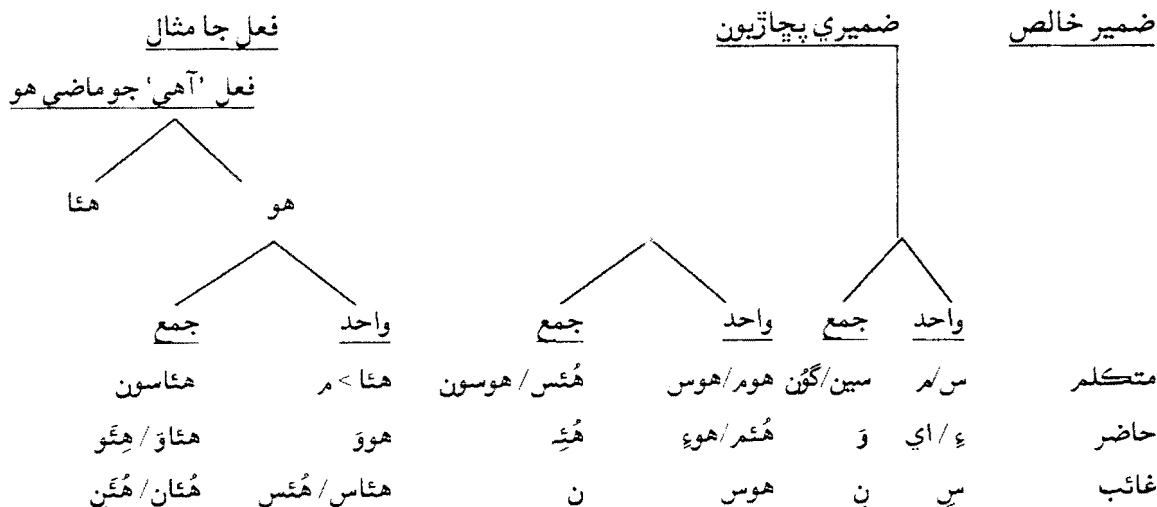 ضمير خالص ضميري پڇاڙيون فعل جا مثال
فعل 'آهي' جو ماضي هو
هو هئا
واحد جمع واحد جمع واحد جمع
متڪلم س/م سين/گُون هوم/هوس هُئس/هوسون هئا > م هئاسون
حاضر ءِ/اي وَ هُئم/هوءِ هُئِہ هووَ هئاوَ/هِئَو
غائب سِ نِ هوس ن هئاس/هُئس هُئان/هُئَنِ